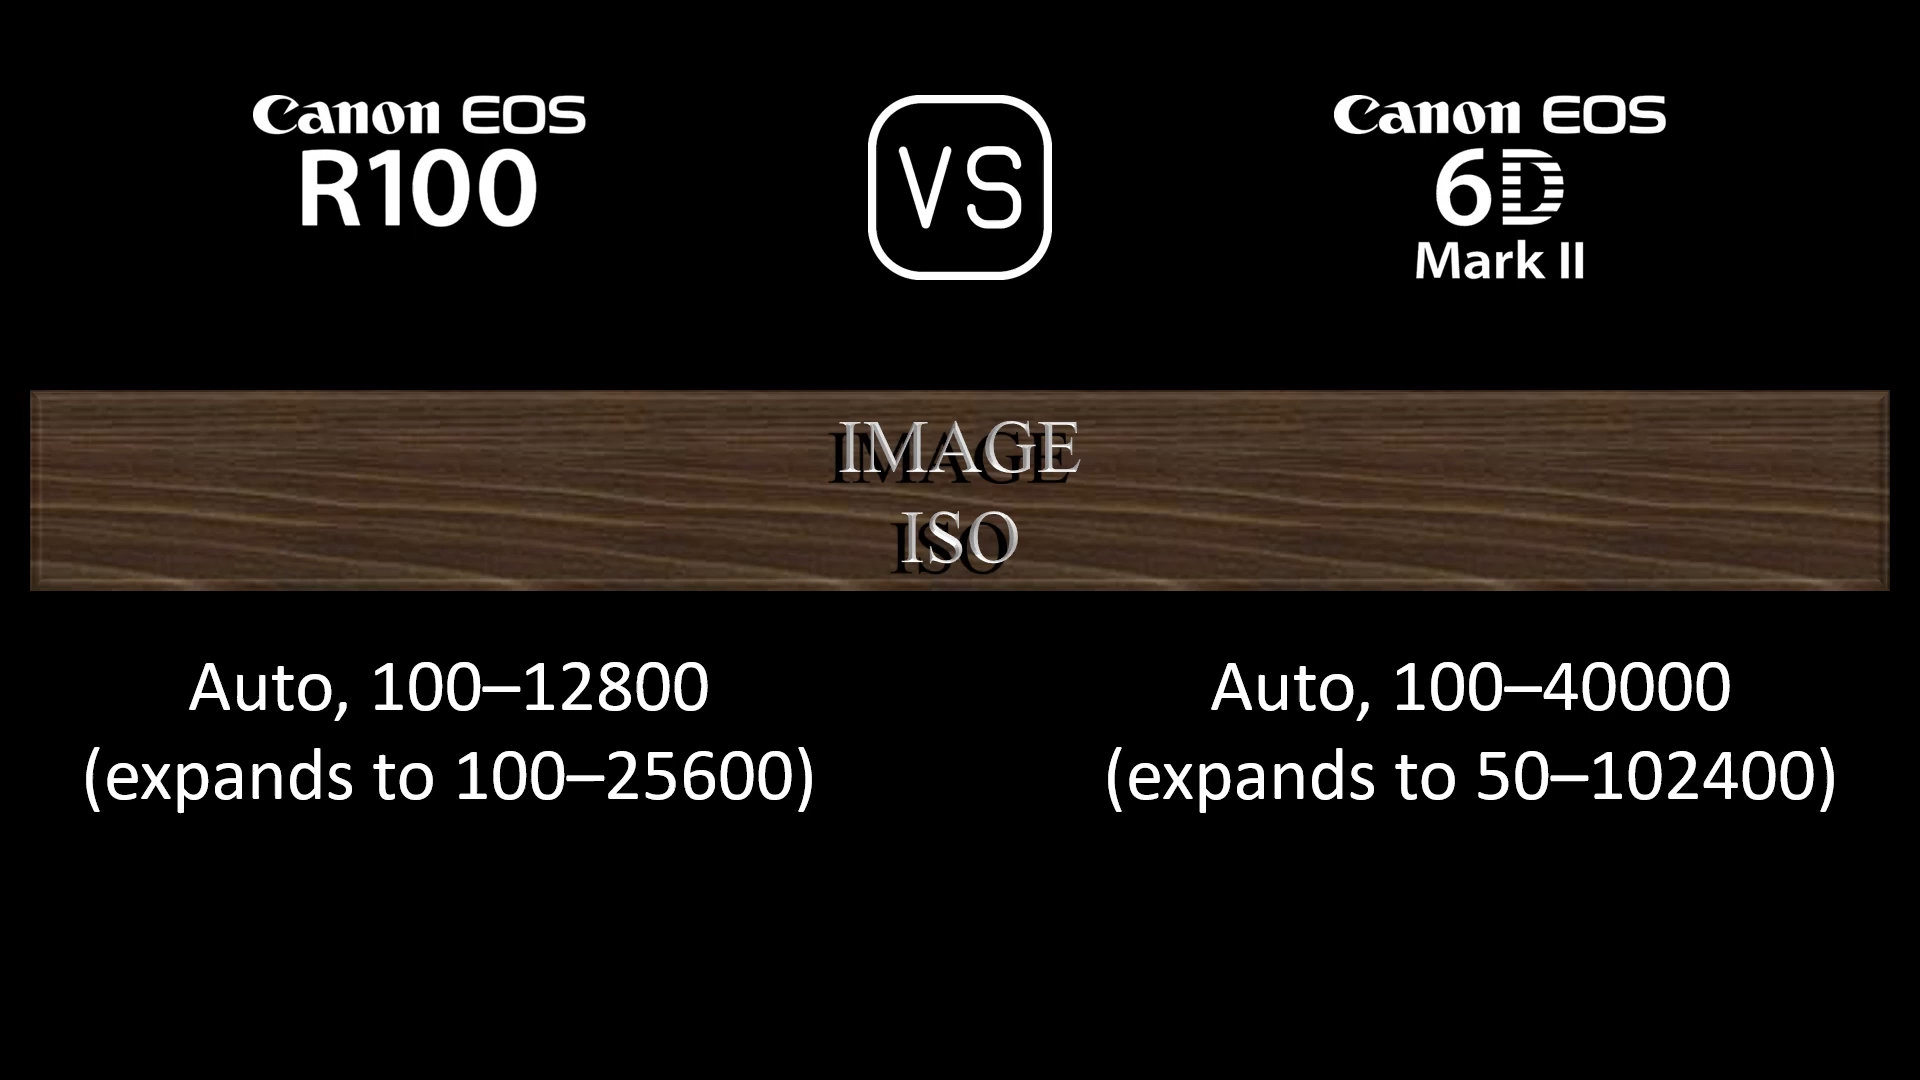 Canon EOS
R100
VS
Canon EOS
6D
Mark II
IMAGE
ISO
Auto, 100–12800
(expands to 100–25600)
Auto, 100–40000
(expands to 50–102400)